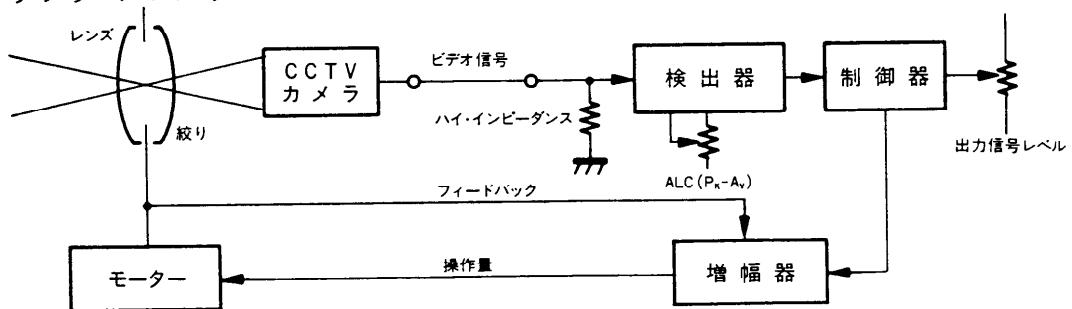 レンズ
CCTV
カメラ
ビデオ信号
検出器
制御器
ハイ・インピーダンス
絞り
ALC(PK-AV)
出力信号レベル
フィードバック
モーター
操作量
増幅器